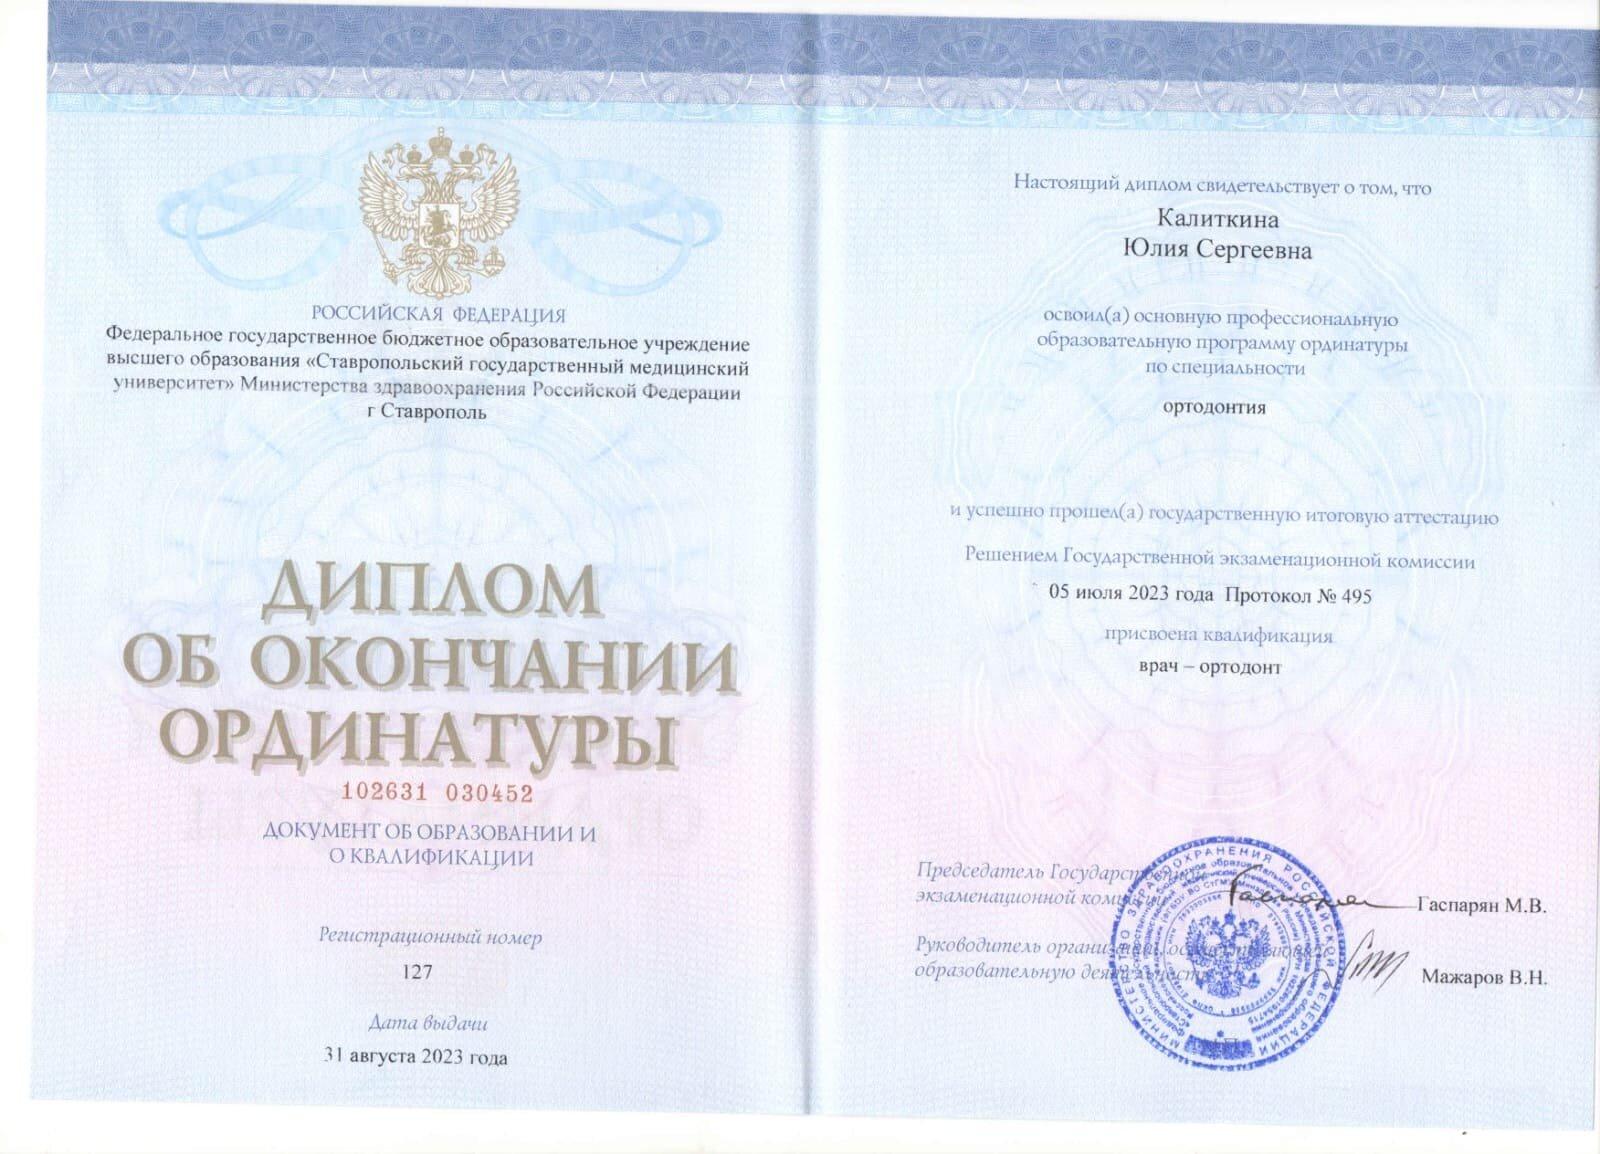 РОССИЙСКАЯ ФЕДЕРАЦИЯ
Федеральное государственное бюджетное образовательное учреждение
высшего образования «Ставропольский государственный медицинский
университет» Министерства здравоохранения Российской Федерации
г Ставрополь
ДИПЛОМ
ОБ ОКОНЧАНИИ
ОРДИНАТУРЫ
102631 030452
ДОКУМЕНТ ОБ ОБРАЗОВАНИИ И
О КВАЛИФИКАЦИИ
Регистрационный номер
127
Дата выдачи
31 августа 2023 года
Настоящий диплом свидетельствует о том, что
Калиткина
Юлия Сергеевна
освоил(а) основную профессиональную
образовательную программу ординатуры
по специальности
ортодонтия
и успешно прошел(а) государственную итоговую аттестацию
Решением Государственной экзаменационной комиссии
05 июля 2023 года Протокол № 495
присвоена квалификация
врач – ортодонт
Председатель Государственной
экзаменационной комиссии
Гаспарян М.В.
Руководитель организации, осуществляющей
образовательную деятельность
Мажаров В.Н.
МИНИСТЕРСТВО ЗДРАВООХРАНЕНИЯ РОССИЙСКОЙ ФЕДЕРАЦИИ